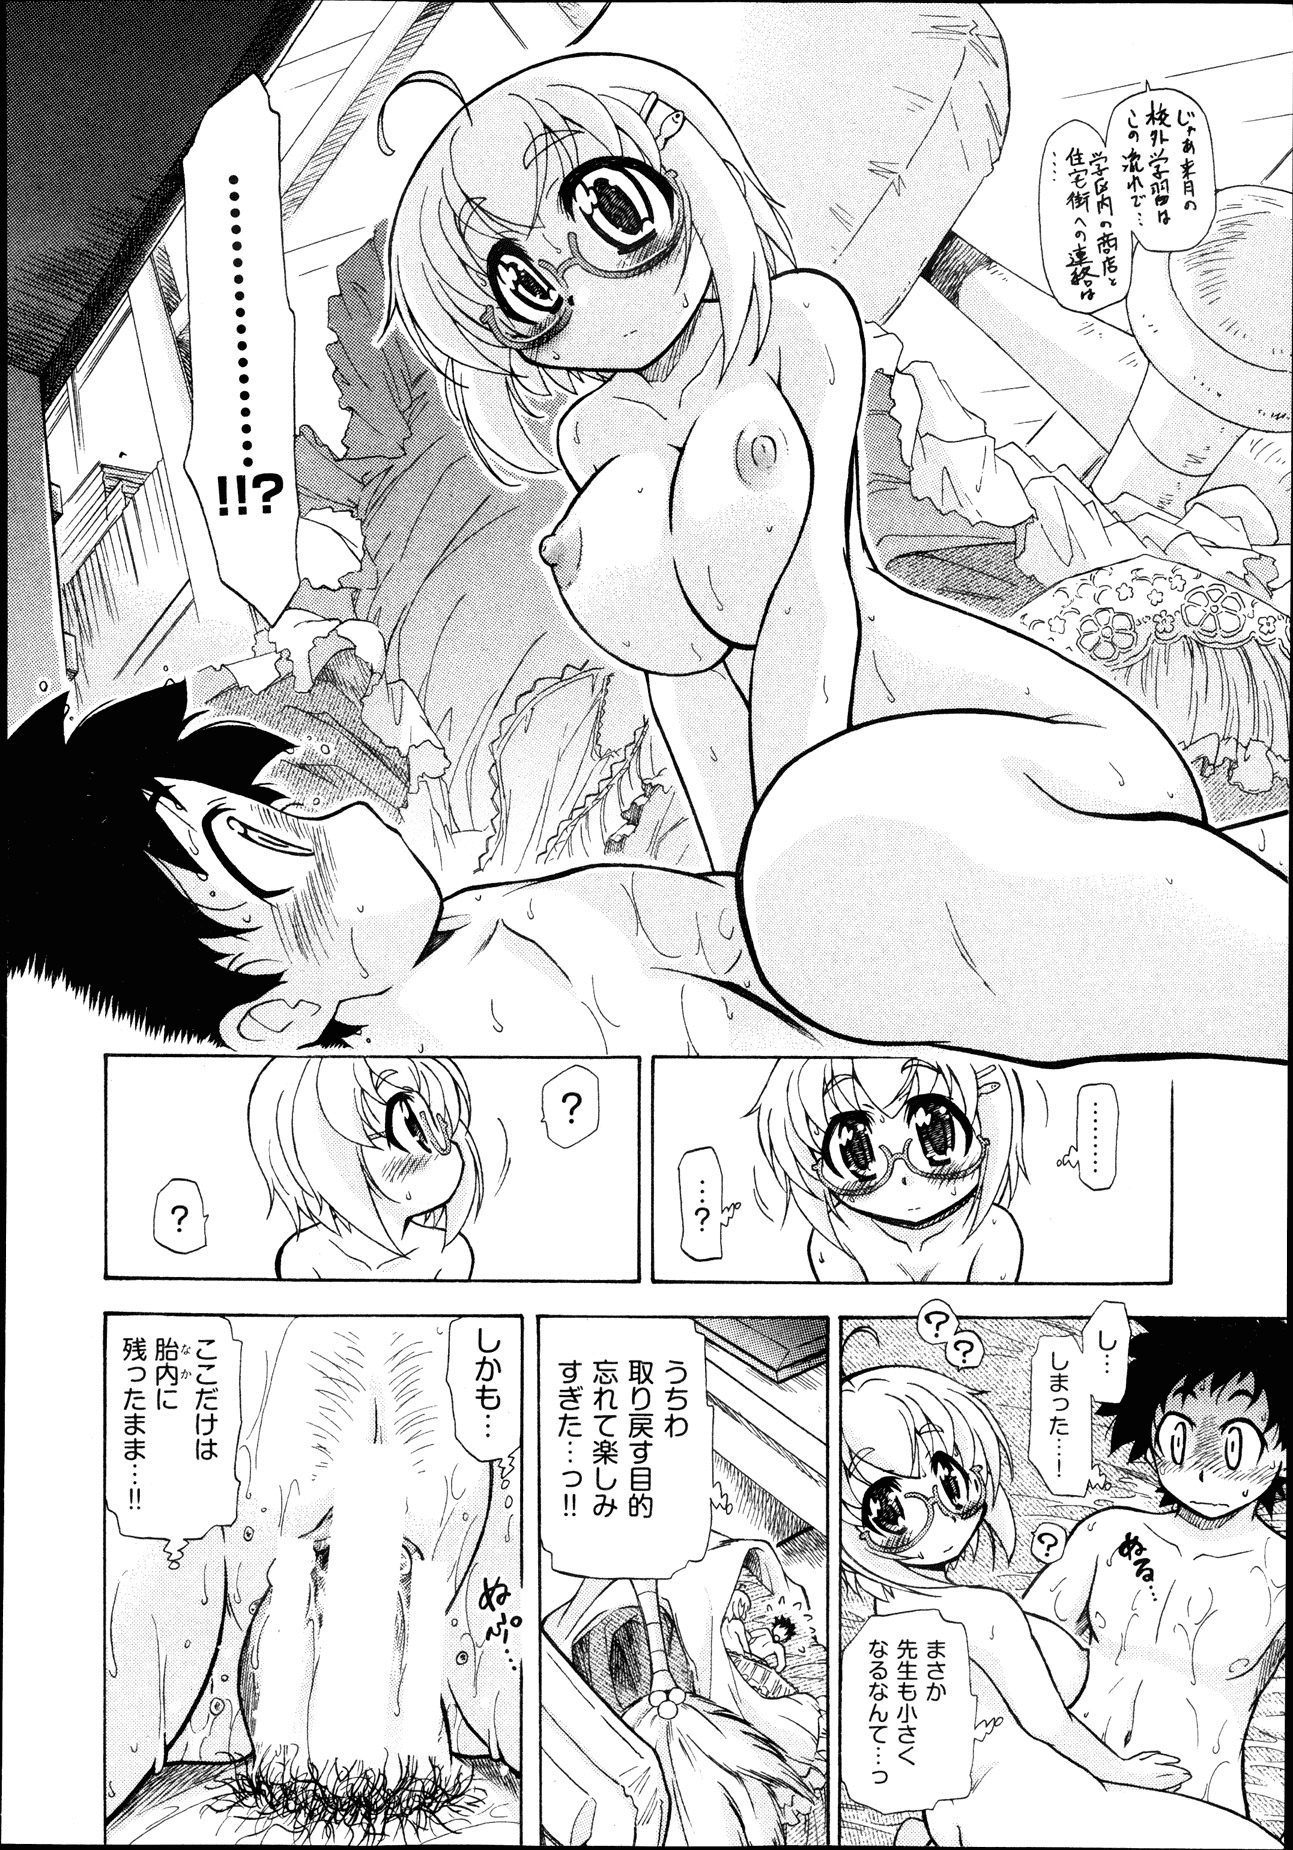 じゃあ来月の
校外学習は
この流れで…
学区内の商店と
住宅街への連絡は
……
……………!!?
………
…?
?
?
し…
しまった…!
?
?
?
ぬる…
まさか
先生も小さく
なるなんて…っ
うちわ
取り戻す目的
忘れて楽しみ
すぎた…っ!!
しかも…
ぬぷ…
ここだけは
胎内に
なか
残ったまま…!!